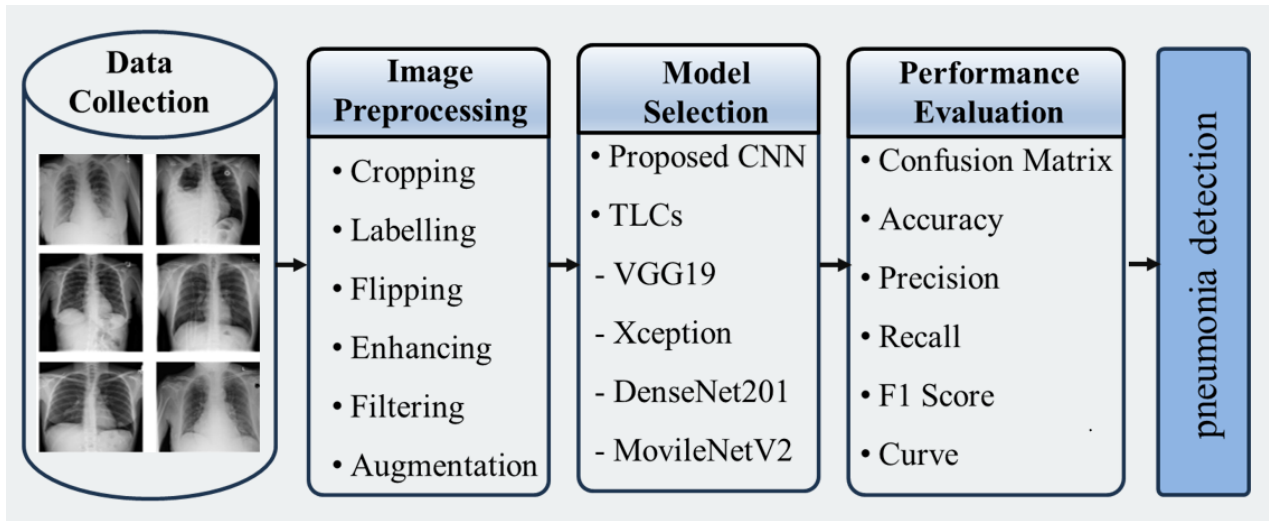 Data
Collection
Image
Preprocessing
• Cropping
• Labelling
• Flipping
• Enhancing
• Filtering
• Augmentation
Model
Selection
• Proposed CNN
• TLCs
- VGG19
- Xception
- DenseNet201
- MovileNetV2
Performance
Evaluation
• Confusion Matrix
• Accuracy
• Precision
• Recall
• F1 Score
• Curve
pneumonia detection